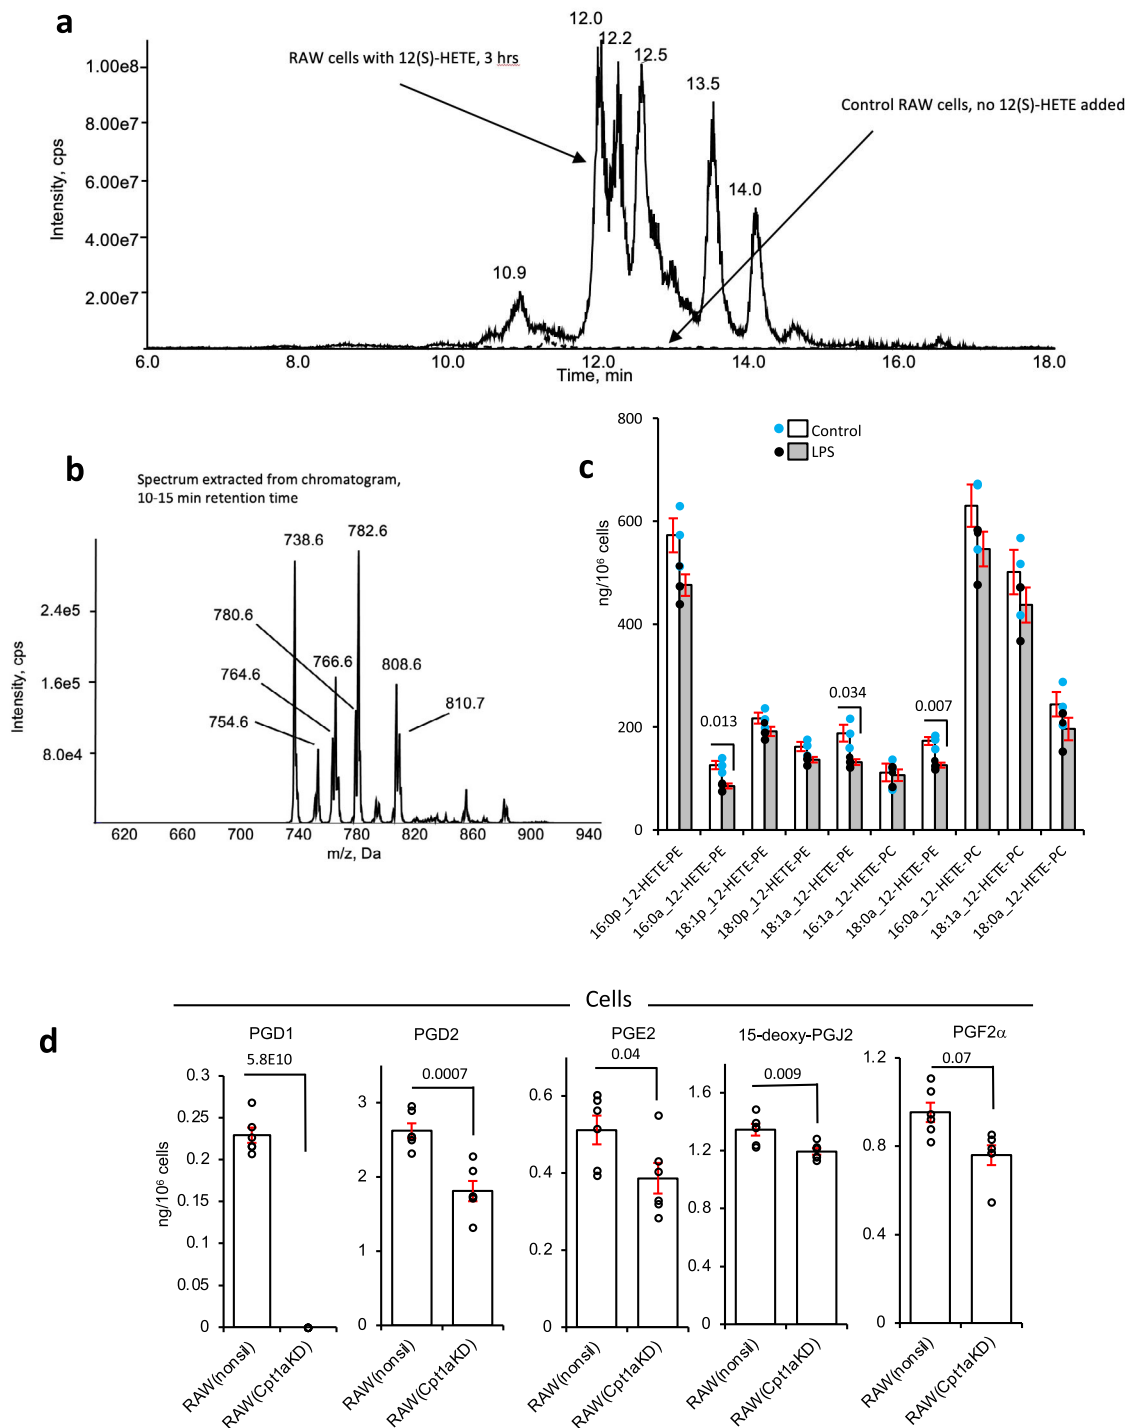 a
12.0
12.2
12.5
RAW cells with 12(S)-HETE, 3 hrs
13.5
Control RAW cells, no 12(S)-HETE added
14.0
10.9
1.00e8
8.00e7
6.00e7
4.00e7
2.00e7
Intensity, cps
6.0 8.0 10.0 12.0 14.0 16.0 18.0
Time, min
b
Spectrum extracted from chromatogram,
10-15 min retention time
738.6
782.6
780.6
766.6
808.6
764.6
810.7
754.6
2.4e5
1.6e5
8.0e4
Intensity, cps
620 660 700 740 780 820 860 900 940
m/z, Da
c
Control
LPS
800
600
400
200
0
ng/10⁶ cells
0.013
0.034
0.007
16:0p_12-HETE-PE
16:0a_12-HETE-PE
18:1p_12-HETE-PE
18:0p_12-HETE-PE
18:1a_12-HETE-PE
16:1a_12-HETE-PC
18:0a_12-HETE-PE
16:0a_12-HETE-PC
18:1a_12-HETE-PC
18:0a_12-HETE-PC
Cells
d
PGD1
5.8E10
0.3
0.25
0.2
0.15
0.1
0.05
0
ng/10⁶ cells
RAW(nonsil)
RAW(Cpt1aKD)
PGD2
0.0007
3
2
1
0
RAW(nonsil)
RAW(Cpt1aKD)
PGE2
0.04
0.6
0.4
0.2
0
RAW(nonsil)
RAW(Cpt1aKD)
15-deoxy-PGJ2
0.009
1.6
1.2
0.8
0.4
0
RAW(nonsil)
RAW(Cpt1aKD)
PGF2α
0.07
1.2
0.8
0.4
0
RAW(nonsil)
RAW(Cpt1aKD)